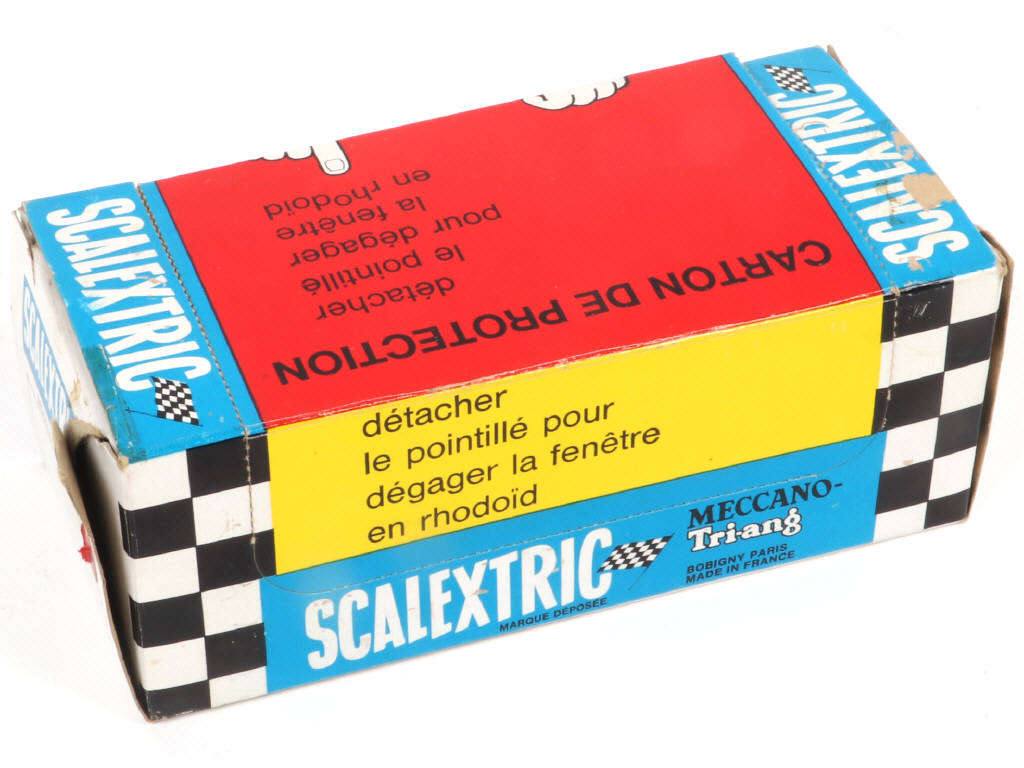 SCALEXTRIC
SCALEXTRIC
CARTON DE PROTECTION
détacher
le pointillé
pour dégager
la fenêtre
en rhodoïd
SCALEXTR
détacher
le pointillé pour
dégager la fenêtre
en rhodoïd
SCALEXTRIC
MARQUE DÉPOSÉE
MECCANO-
Tri-ang
BOBIGNY PARIS
MADE IN FRANCE